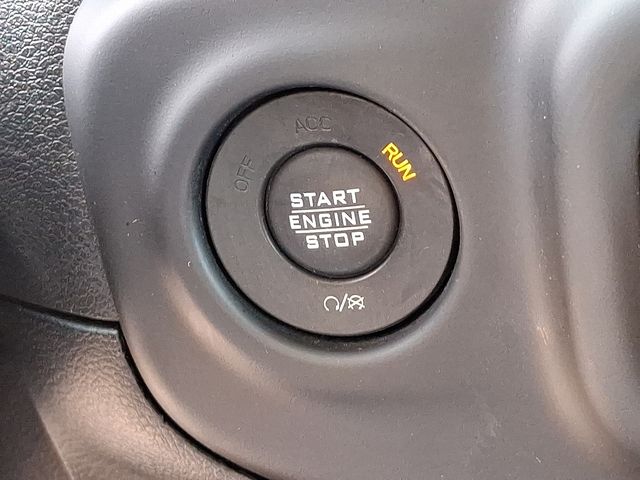 OFF
ACC
RUN
START
ENGINE
STOP